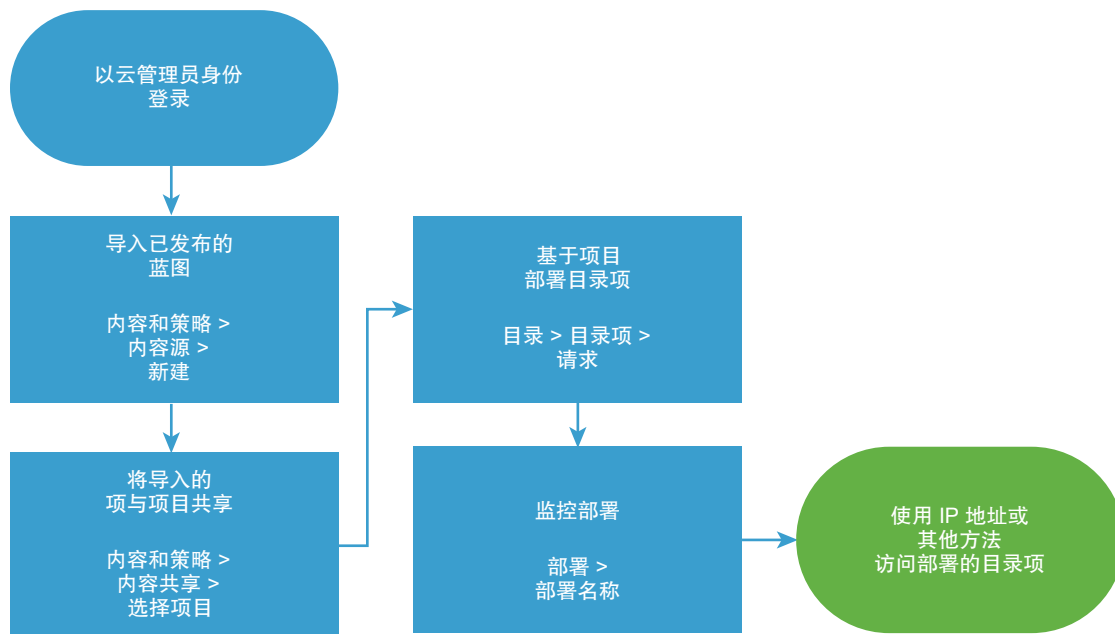 以云管理员身份
登录
导入已发布的
蓝图
内容和策略 >
内容源 >
新建
将导入的
项与项目共享
内容和策略 >
内容共享 >
选择项目
基于项目
部署目录项
目录 > 目录项 >
请求
监控部署
部署 >
部署名称
使用 IP 地址或
其他方法
访问部署的目录项